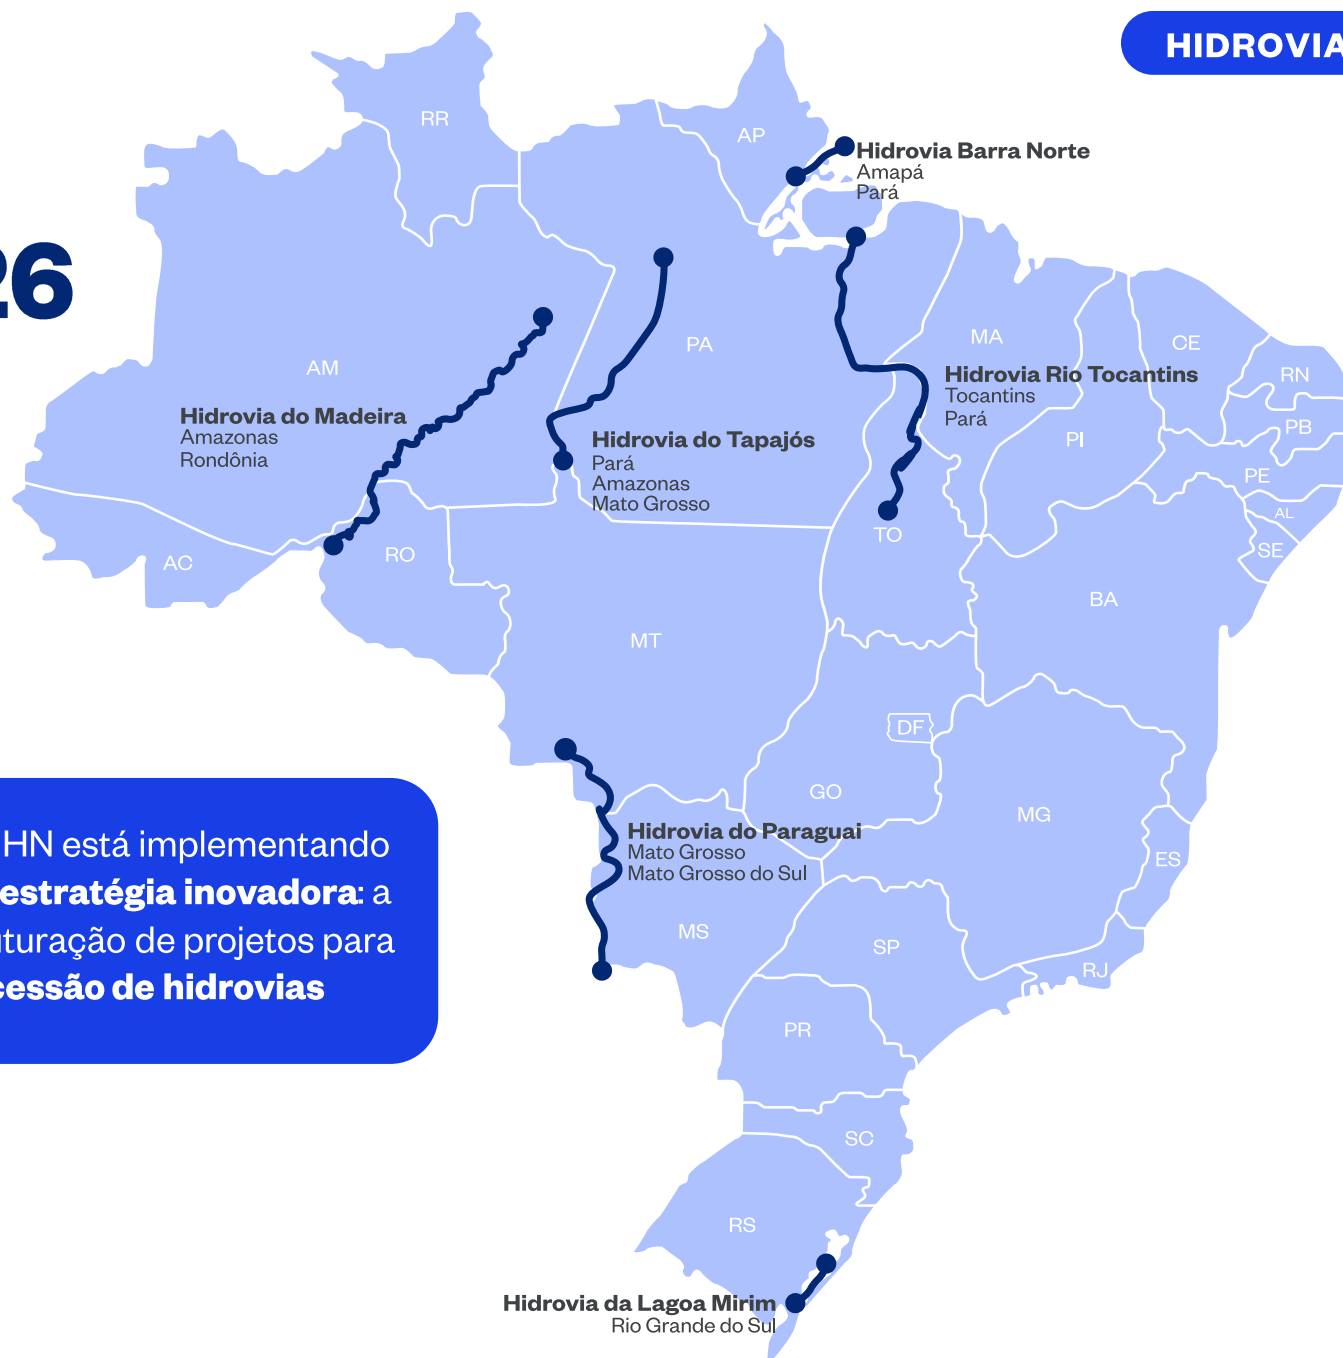 HIDROVIA
RR
AP
Hidrovia Barra Norte
Amapá
Pará
26
AM
PA
MA
CE
RN
PB
PI
PE
AL
SE
Hidrovia do Madeira
Amazonas
Rondônia
Hidrovia do Tapajós
Pará
Amazonas
Mato Grosso
Hidrovia Rio Tocantins
Tocantins
Pará
TO
AC
RO
BA
MT
DF
GO
MG
ES
HN está implementando
estratégia inovadora: a
uturação de projetos para
cessão de hidrovias
Hidrovia do Paraguai
Mato Grosso
Mato Grosso do Sul
MS
SP
RJ
PR
SC
RS
Hidrovia da Lagoa Mirim
Rio Grande do Sul